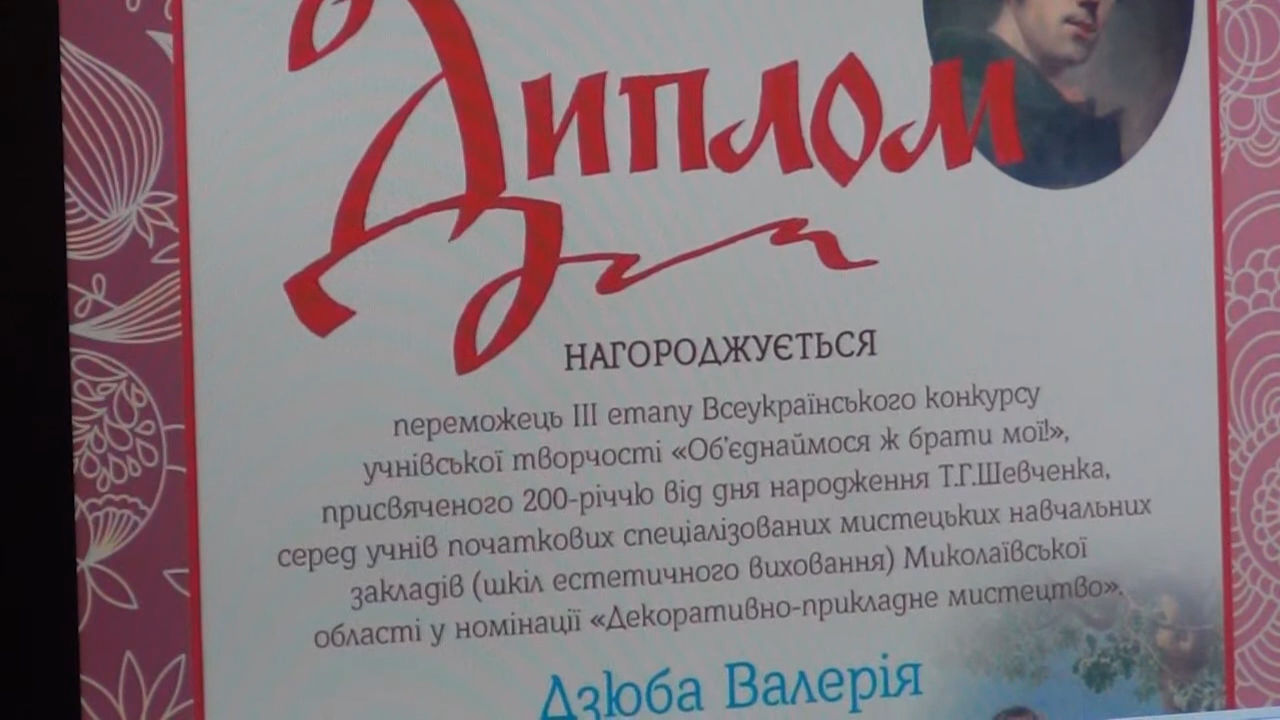 Диплом
НАГОРОДЖУЄТЬСЯ
переможець III етапу Всеукраїнського конкурсу
учнівської творчості «Об'єднаймося ж брати мої!»,
присвяченого 200-річчю від дня народження Т.Г.Шевченка,
серед учнів початкових спеціалізованих мистецьких навчальних
закладів (шкіл естетичного виховання) Миколаївської
області у номінації «Декоративно-прикладне мистецтво».
Дзюба Валерія